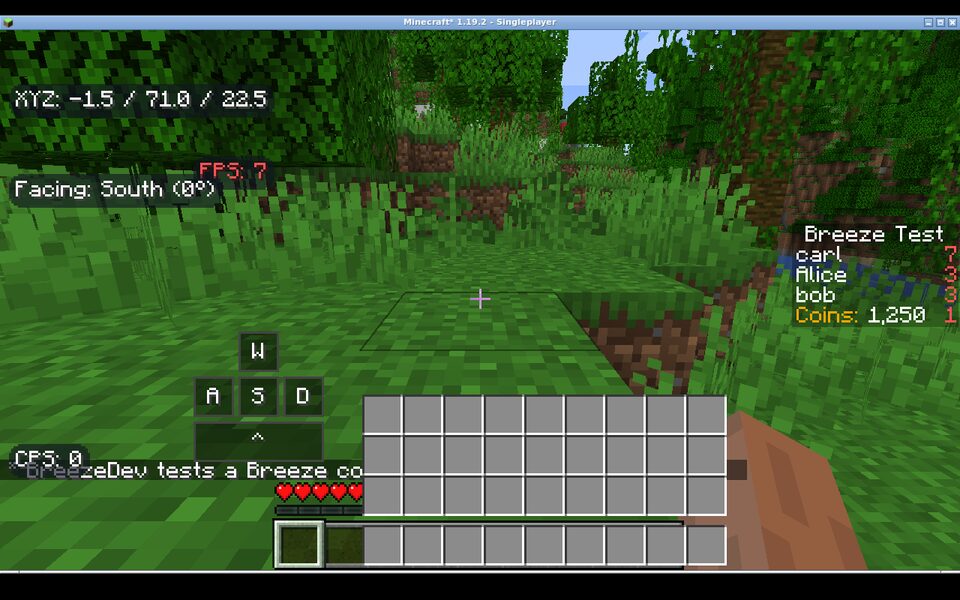 Minecraft* 1.19.2 - Singleplayer
XYZ: -1.5 / 71.0 / 22.5
FPS: 7
Facing: South (0°)
Breeze Test
carl 7
Alice 3
bob 3
Coins: 1,250 1
W
A S D
^
CPS: 0
BreezeDev tests a Breeze co